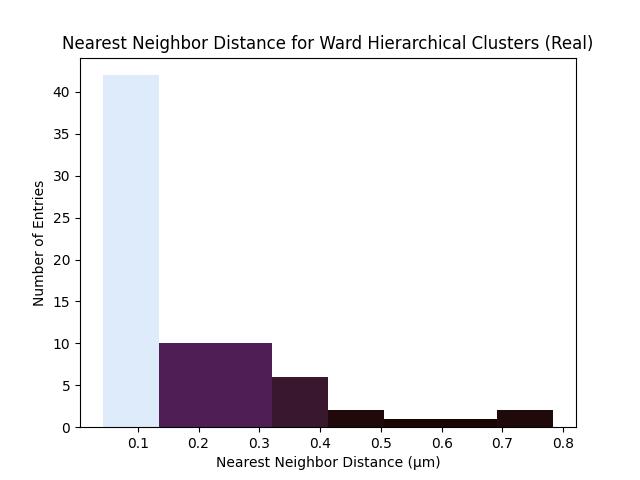 Nearest Neighbor Distance for Ward Hierarchical Clusters (Real)
40
35
30
25
20
15
10
5
0
Number of Entries
0.1 0.2 0.3 0.4 0.5 0.6 0.7 0.8
Nearest Neighbor Distance (μm)